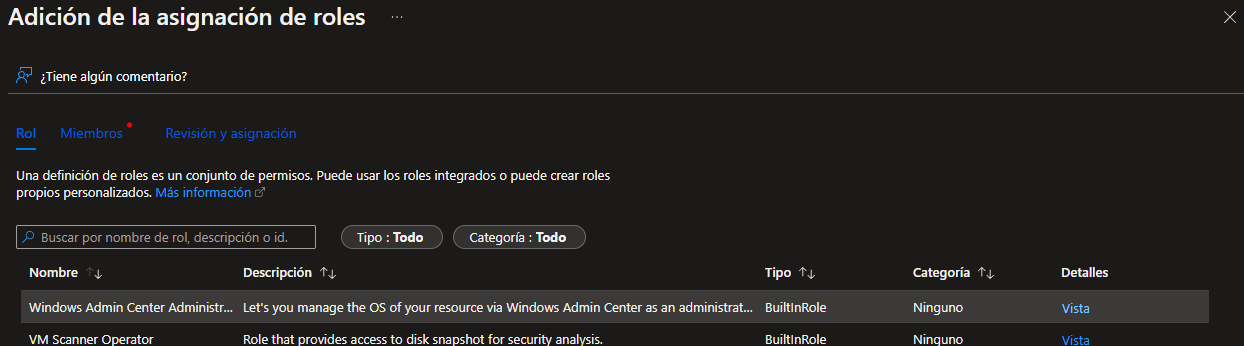 Adición de la asignación de roles ...
¿Tiene algún comentario?
Rol Miembros Revisión y asignación
Una definición de roles es un conjunto de permisos. Puede usar los roles integrados o puede crear roles
propios personalizados. Más información
Buscar por nombre de rol, descripción o id. Tipo : Todo Categoría : Todo
Nombre ↑↓ Descripción ↑↓ Tipo ↑↓ Categoría ↑↓ Detalles
Windows Admin Center Administr... Let's you manage the OS of your resource via Windows Admin Center as an administrat... BuiltInRole Ninguno Vista
VM Scanner Operator Role that provides access to disk snapshot for security analysis. BuiltInRole Ninguno Vista